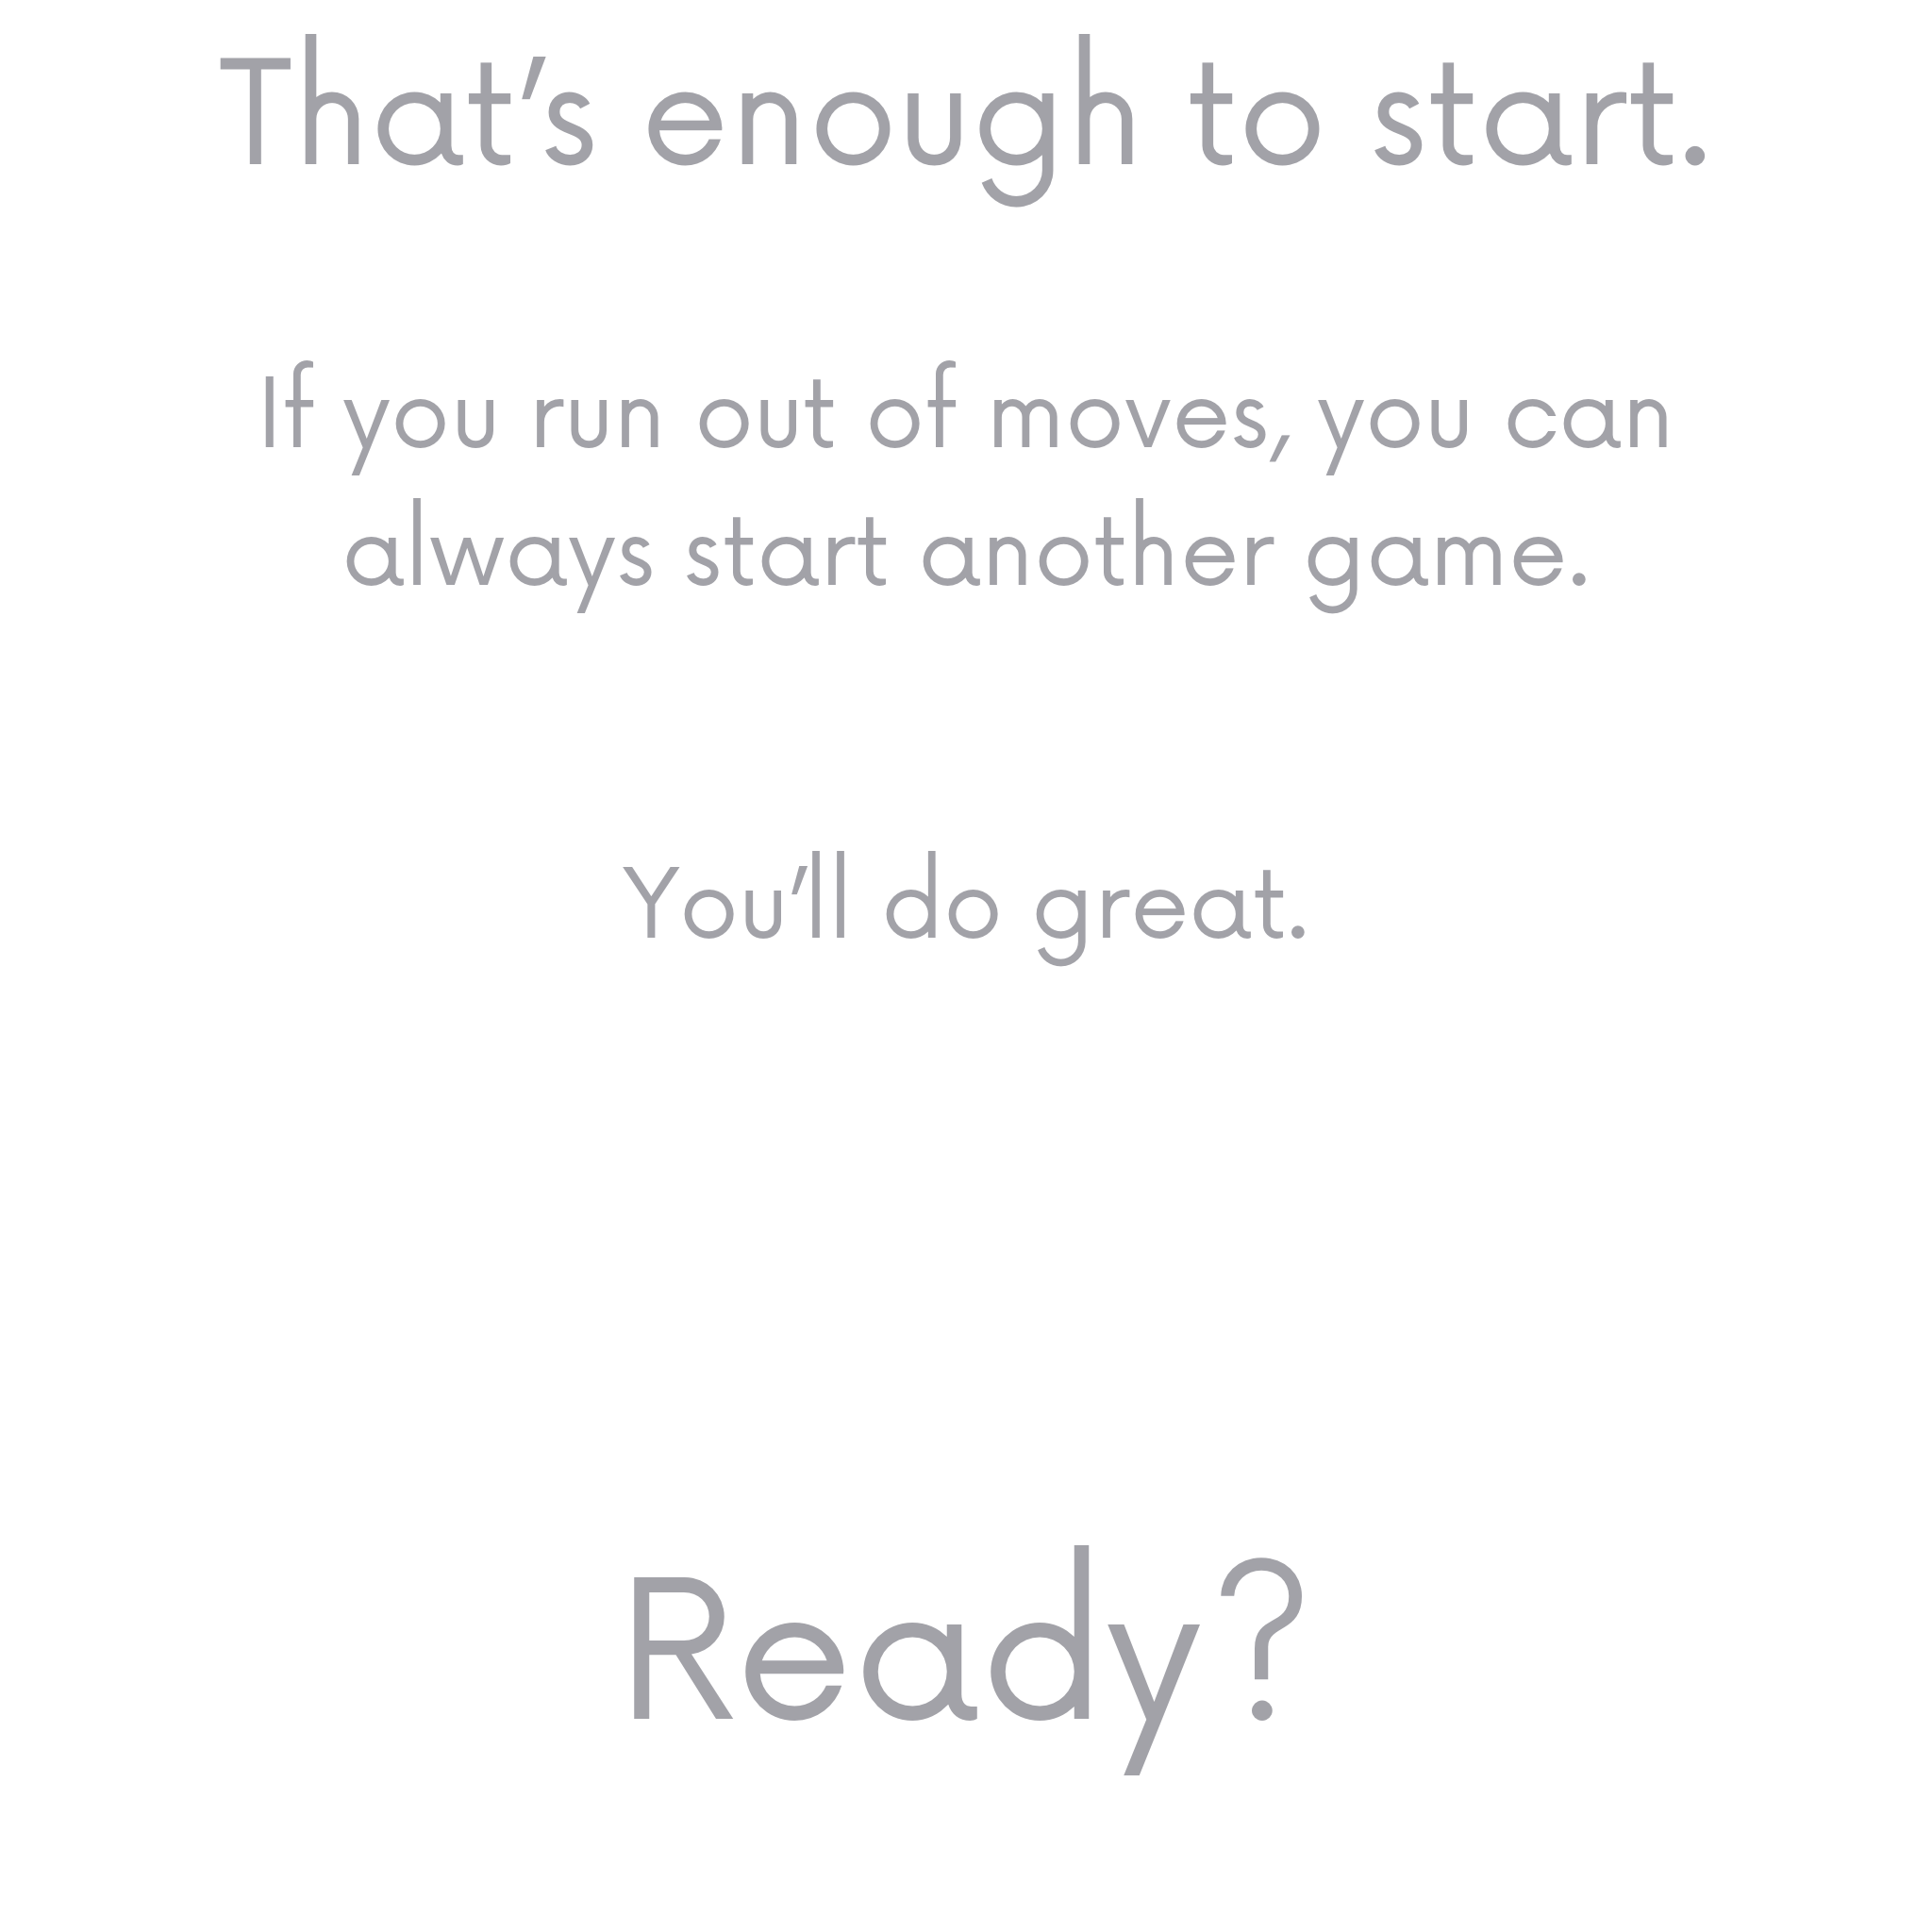 That’s enough to start.
If you run out of moves, you can
always start another game.
You’ll do great.
Ready?